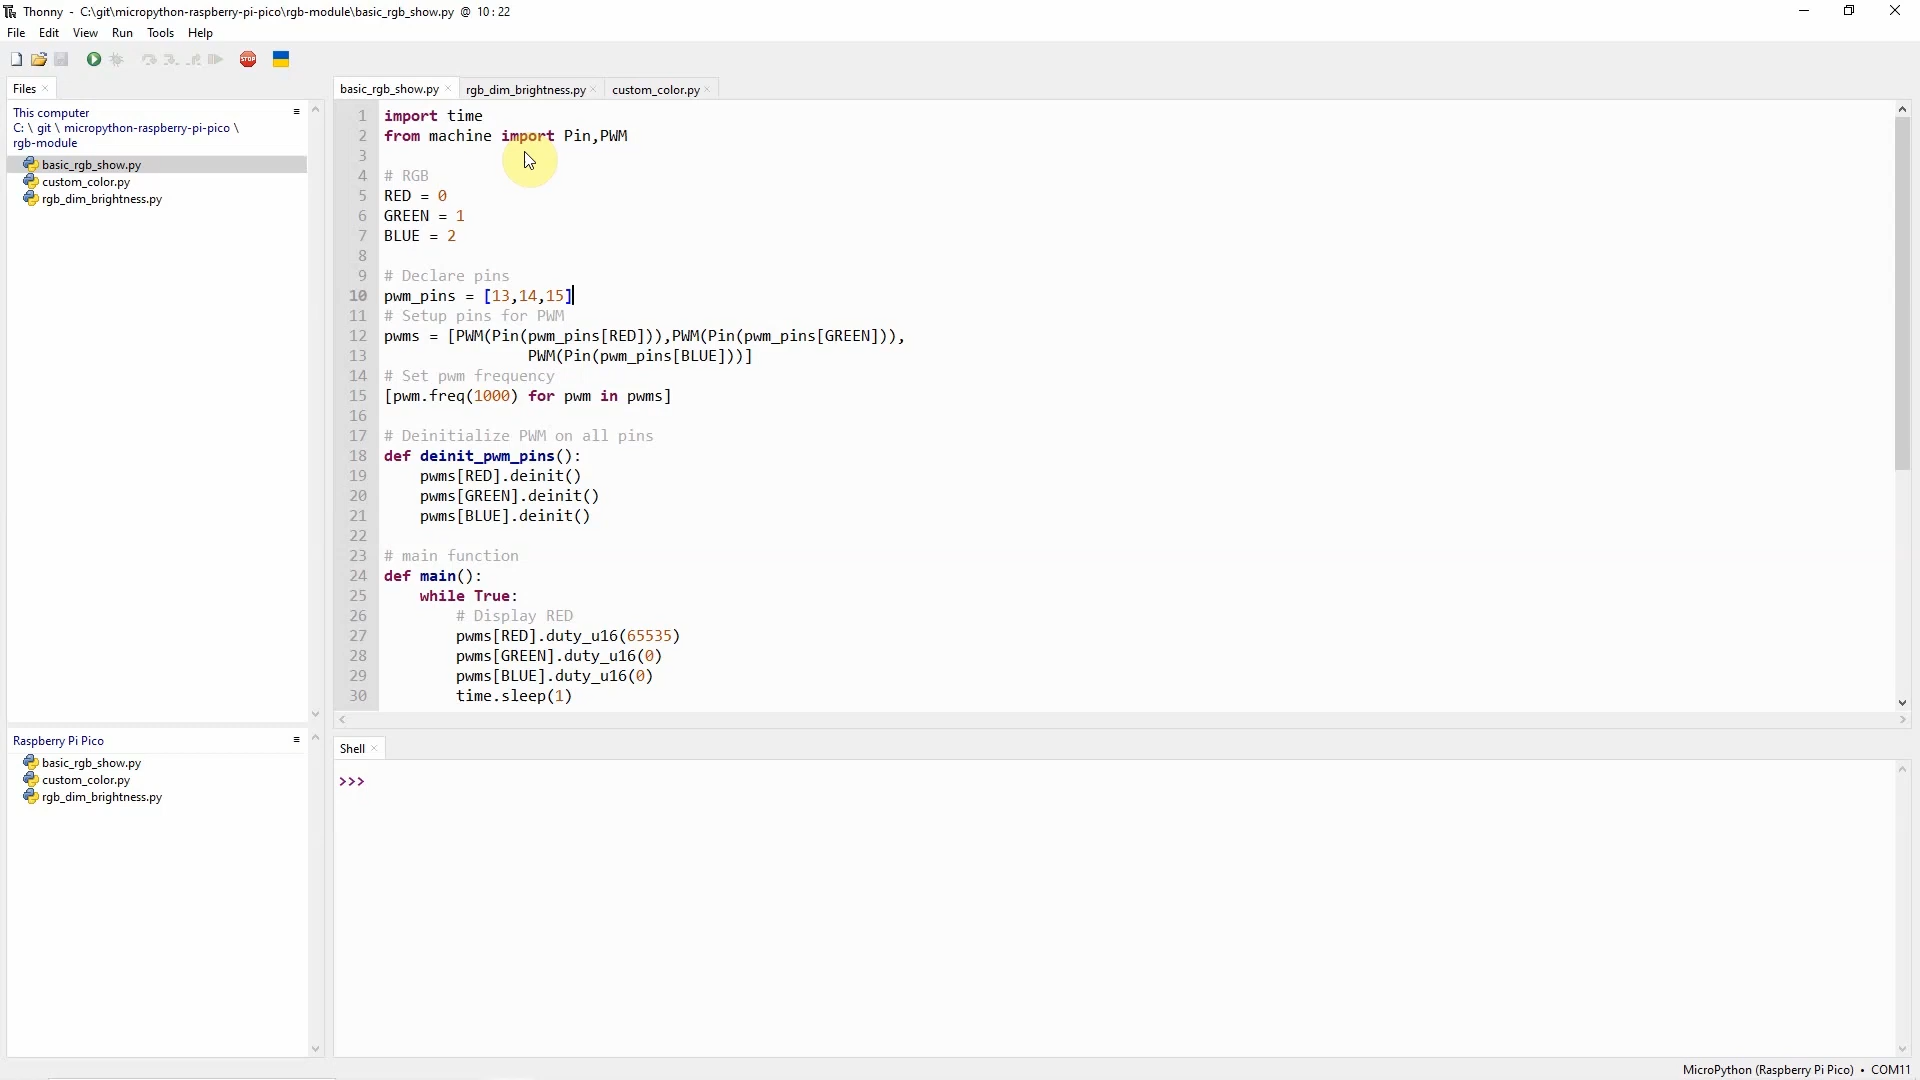 Thonny - C:\git\micropython-raspberry-pi-pico\rgb-module\basic_rgb_show.py @ 10:22
File Edit View Run Tools Help
STOP
Files
basic_rgb_show.py
rgb_dim_brightness.py
custom_color.py
This computer
C: \ git \ micropython-raspberry-pi-pico \
rgb-module
basic_rgb_show.py
custom_color.py
rgb_dim_brightness.py
1 import time
2 from machine import Pin,PWM
3
4 # RGB
5 RED = 0
6 GREEN = 1
7 BLUE = 2
8
9 # Declare pins
10 pwm_pins = [13,14,15]
11 # Setup pins for PWM
12 pwms = [PWM(Pin(pwm_pins[RED])),PWM(Pin(pwm_pins[GREEN])),
13 PWM(Pin(pwm_pins[BLUE]))]
14 # Set pwm frequency
15 [pwm.freq(1000) for pwm in pwms]
16
17 # Deinitialize PWM on all pins
18 def deinit_pwm_pins():
19 pwms[RED].deinit()
20 pwms[GREEN].deinit()
21 pwms[BLUE].deinit()
22
23 # main function
24 def main():
25 while True:
26 # Display RED
27 pwms[RED].duty_u16(65535)
28 pwms[GREEN].duty_u16(0)
29 pwms[BLUE].duty_u16(0)
30 time.sleep(1)
Raspberry Pi Pico
basic_rgb_show.py
custom_color.py
rgb_dim_brightness.py
Shell
>>>
MicroPython (Raspberry Pi Pico) • COM11